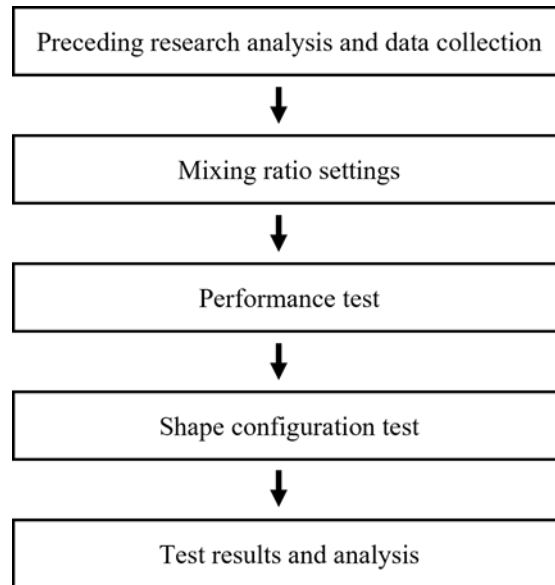 Preceding research analysis and data collection
Mixing ratio settings
Performance test
Shape configuration test
Test results and analysis